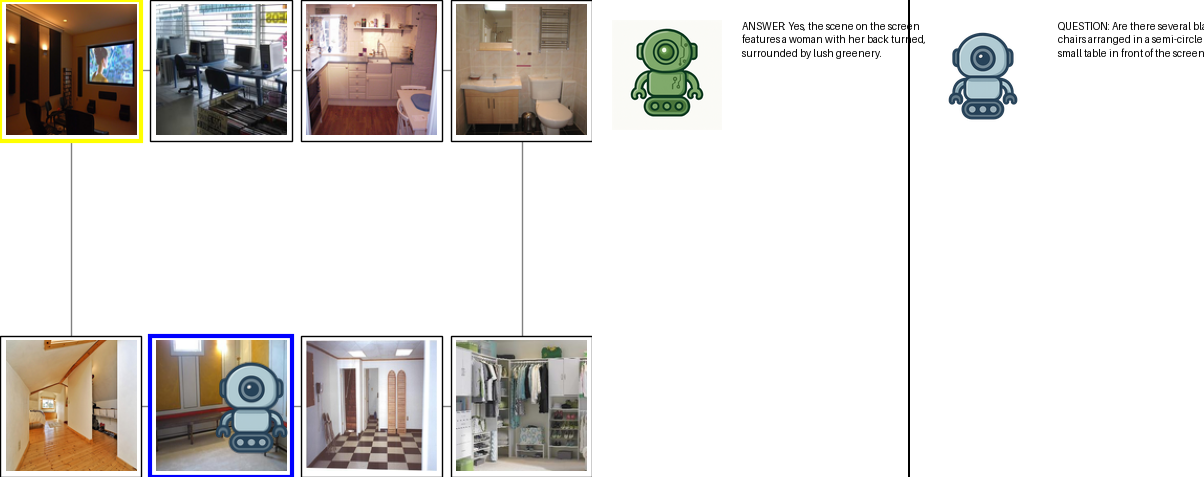 ANSWER: Yes, the scene on the screen
features a woman with her back turned,
surrounded by lush greenery.
QUESTION: Are there several
chairs arranged in a semi-circle
small table in front of the screen